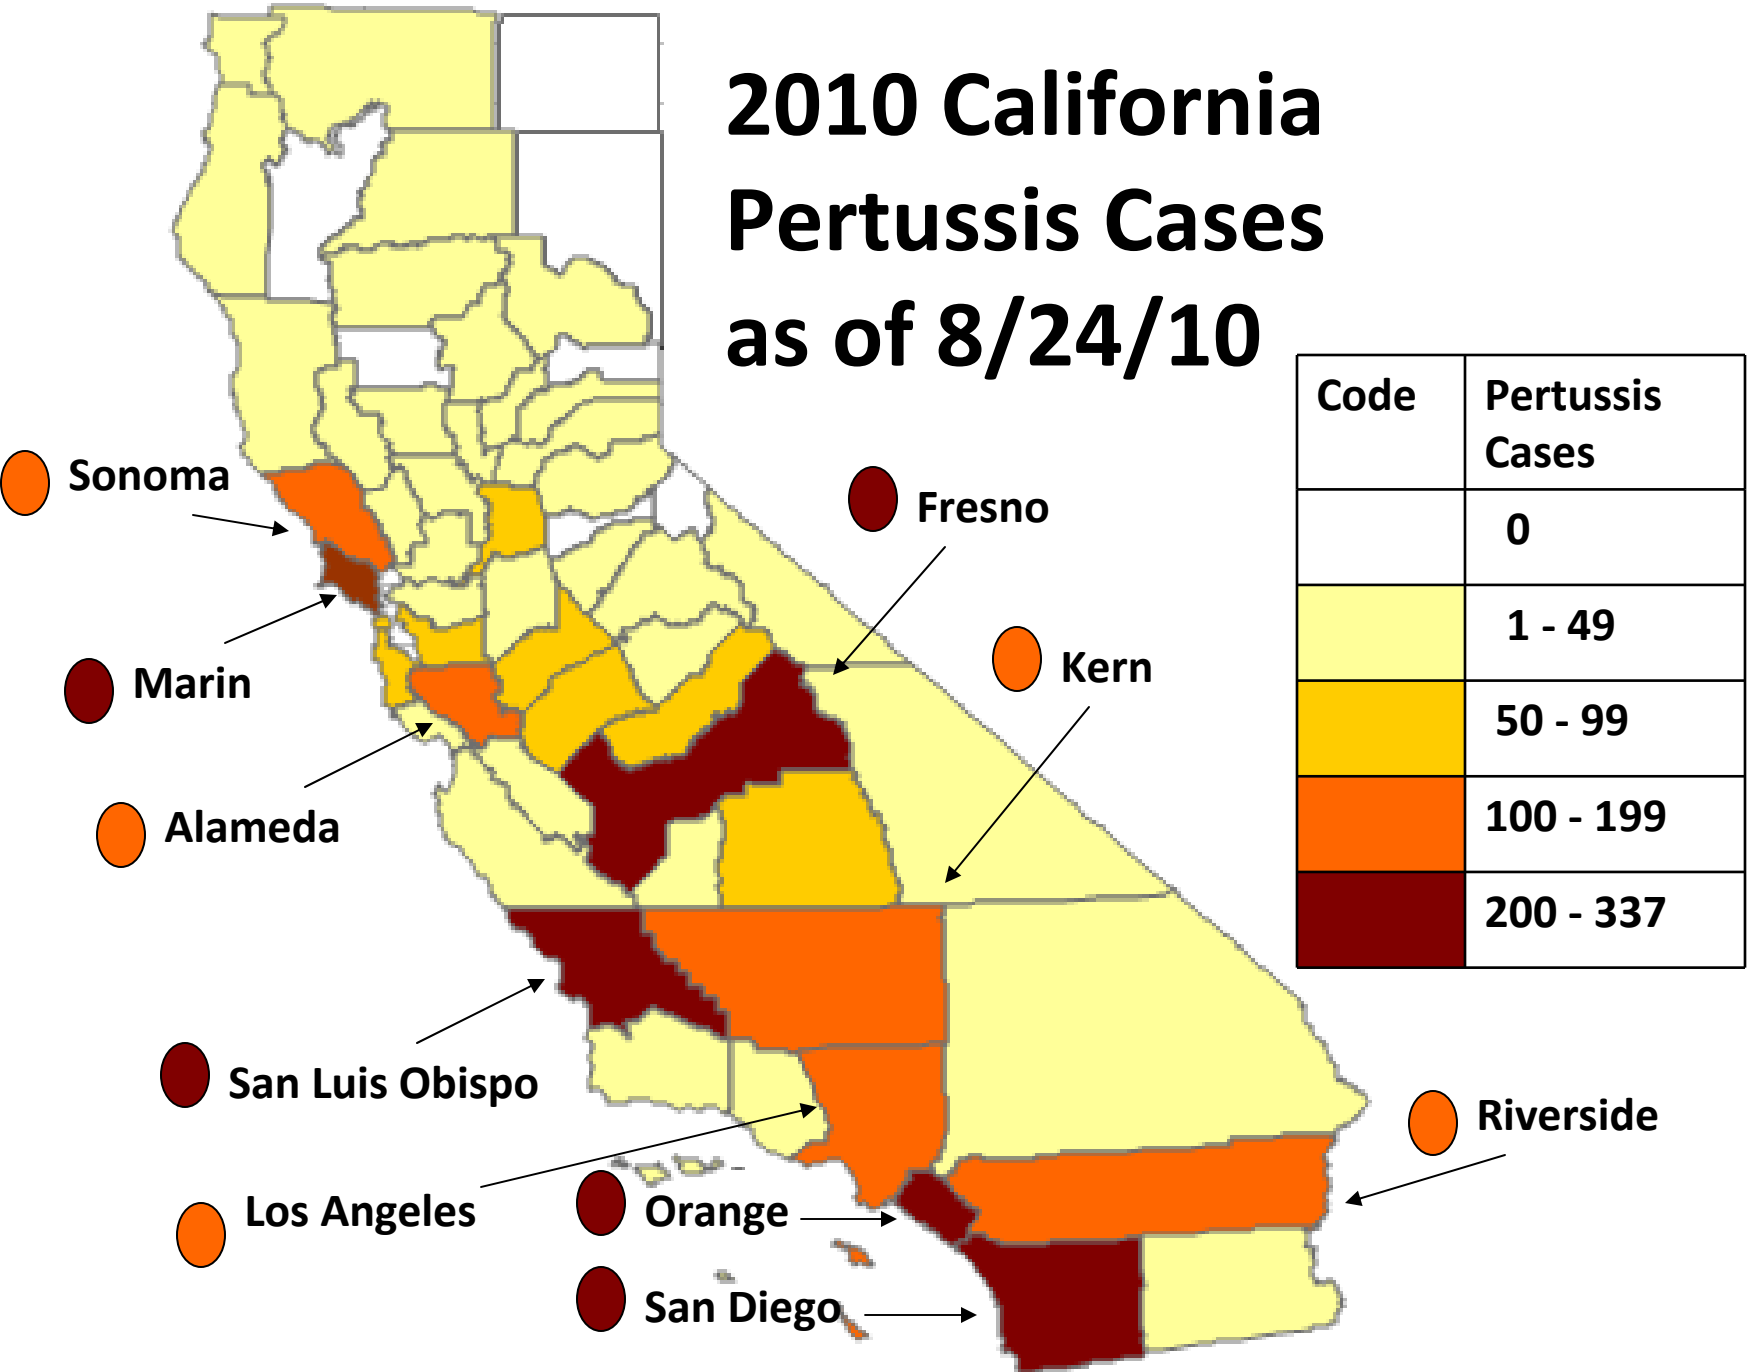 2010 California
Pertussis Cases
as of 8/24/10
Code
Pertussis
Cases
0
1 - 49
50 - 99
100 - 199
200 - 337
Sonoma
Fresno
Marin
Kern
Alameda
San Luis Obispo
Riverside
Los Angeles
Orange
San Diego